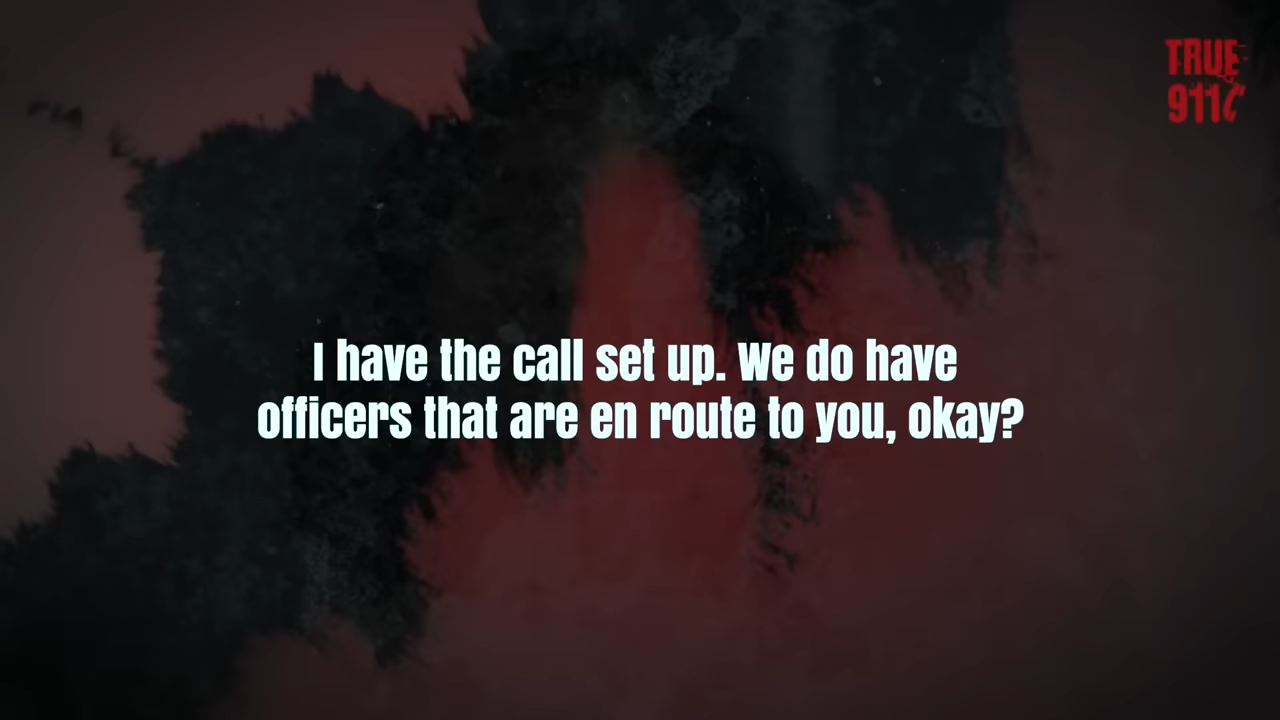 TRUE
911
I have the call set up. We do have
officers that are en route to you, okay?